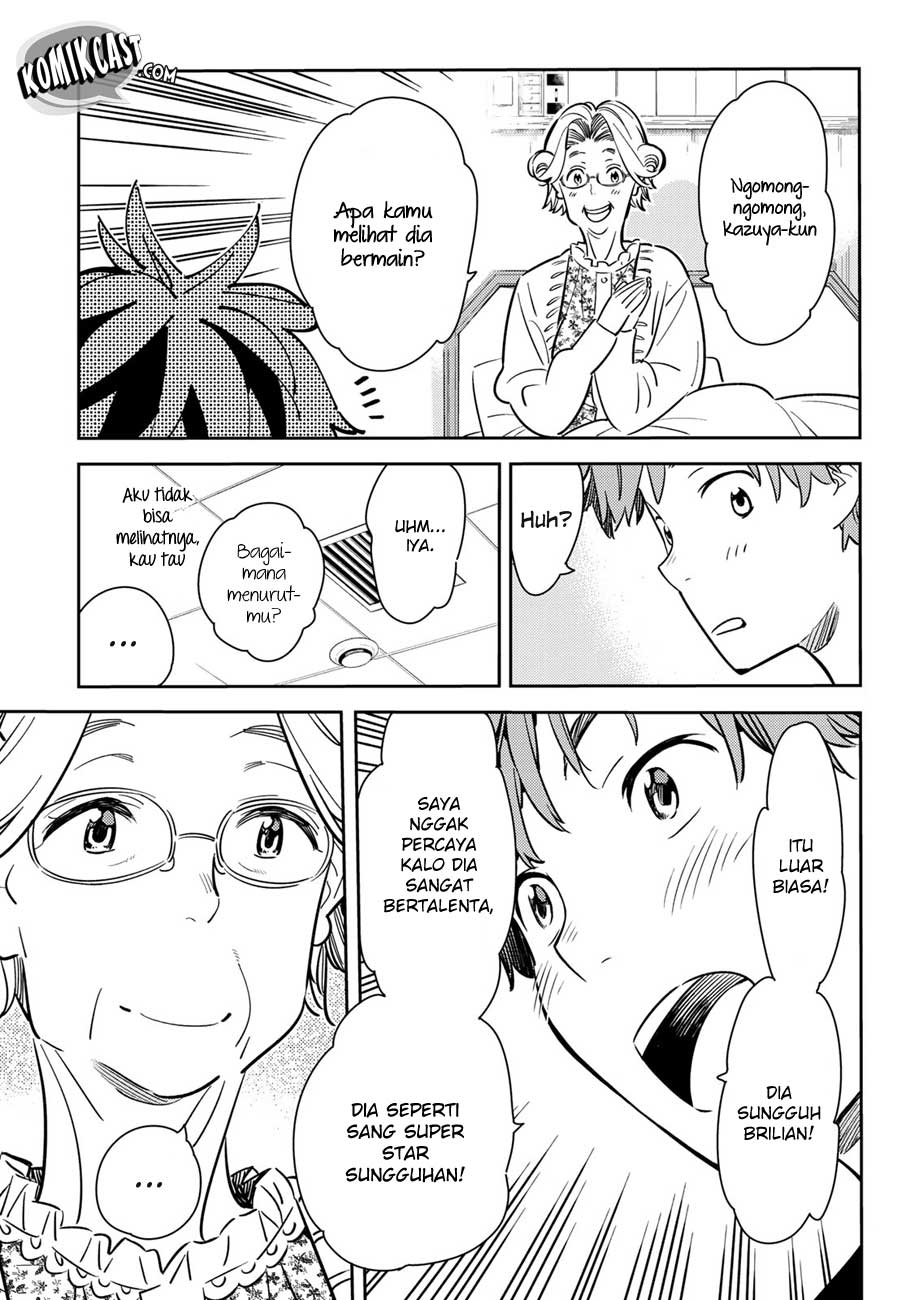 KOMIKCAST
.COM
Ngomong-
ngomong,
kazuya-kun
Apa kamu
melihat dia
bermain?
Huh?
UHM...
IYA.
Bagai-
mana
menurut-
mu?
Aku tidak
bisa
melihatnya,
kau tau
...
ITU
LUAR
BIASA!
DIA
SUNGGUH
BRILIAN!
SAYA
NGGAK
PERCAYA
KALO DIA
SANGAT
BERTALENTA,
DIA SEPERTI
SANG SUPER
STAR
SUNGGUHAN!
...